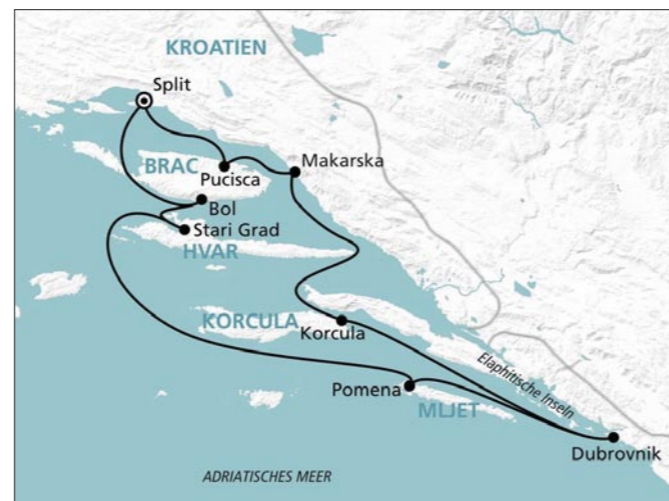 KROATIEN
Split
BRAC
Pucisca
Makarska
Bol
Stari Grad
HVAR
KORCULA
Korcula
Elaphitische Inseln
Pomena
MLJET
Dubrovnik
ADRIATISCHES MEER